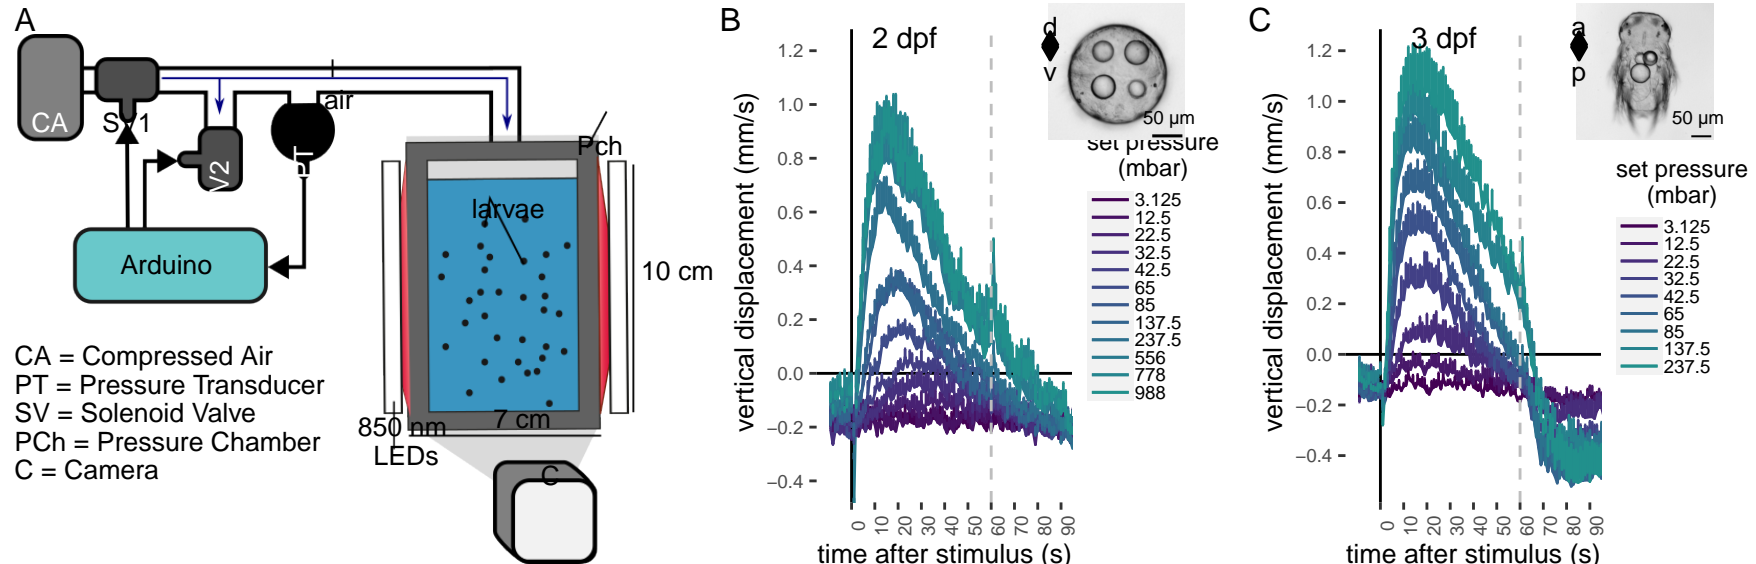 A
CA
SV1
V2
PT
air
Pch
larvae
Arduino
10 cm
7 cm
850 nm
LEDs
C
CA = Compressed Air
PT = Pressure Transducer
SV = Solenoid Valve
PCh = Pressure Chamber
C = Camera
B
2 dpf
d
v
50 µm
set pressure
(mbar)
3.125
12.5
22.5
32.5
42.5
65
85
137.5
237.5
556
778
988
vertical displacement (mm/s)
1.2
1.0
0.8
0.6
0.4
0.2
0.0
−0.2
−0.4
0 10 20 30 40 50 60 70 80 90
time after stimulus (s)
C
3 dpf
a
p
50 µm
set pressure
(mbar)
3.125
12.5
22.5
32.5
42.5
65
85
137.5
237.5
vertical displacement (mm/s)
1.2
1.0
0.8
0.6
0.4
0.2
0.0
−0.2
−0.4
0 10 20 30 40 50 60 70 80 90
time after stimulus (s)